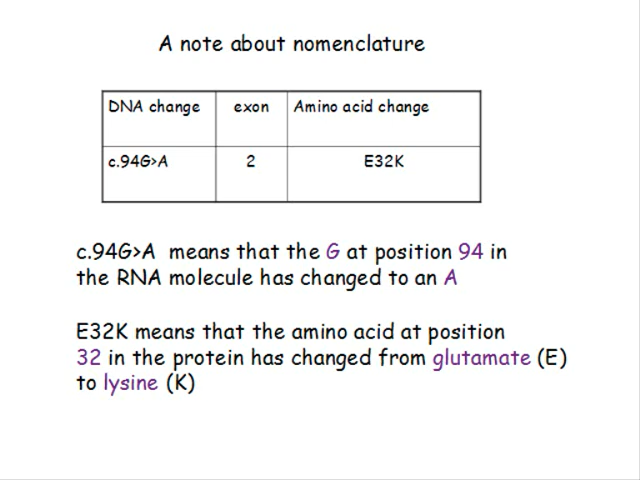 A note about nomenclature
DNA change exon Amino acid change
c.94G>A 2 E32K
c.94G>A means that the G at position 94 in
the RNA molecule has changed to an A
E32K means that the amino acid at position
32 in the protein has changed from glutamate (E)
to lysine (K)